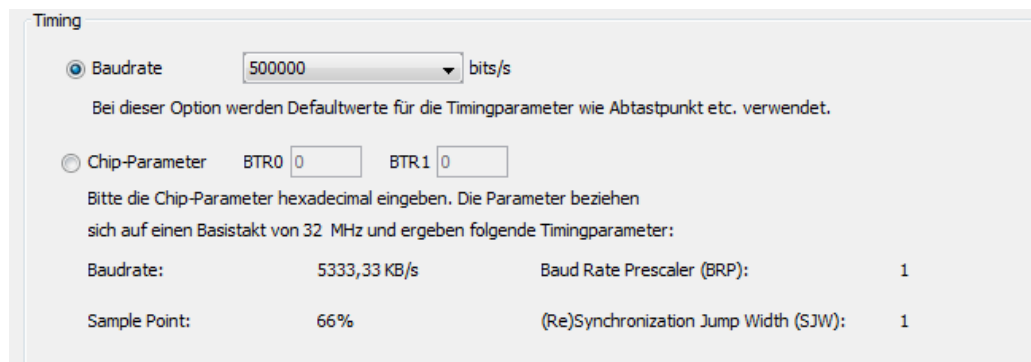 Timing
Baudrate 500000 bits/s
Bei dieser Option werden Defaultwerte für die Timingparameter wie Abtastpunkt etc. verwendet.
Chip-Parameter BTR0 0 BTR1 0
Bitte die Chip-Parameter hexadecimal eingeben. Die Parameter beziehen
sich auf einen Basistakt von 32 MHz und ergeben folgende Timingparameter:
Baudrate: 5333,33 KB/s Baud Rate Prescaler (BRP): 1
Sample Point: 66% (Re)Synchronization Jump Width (SJW): 1